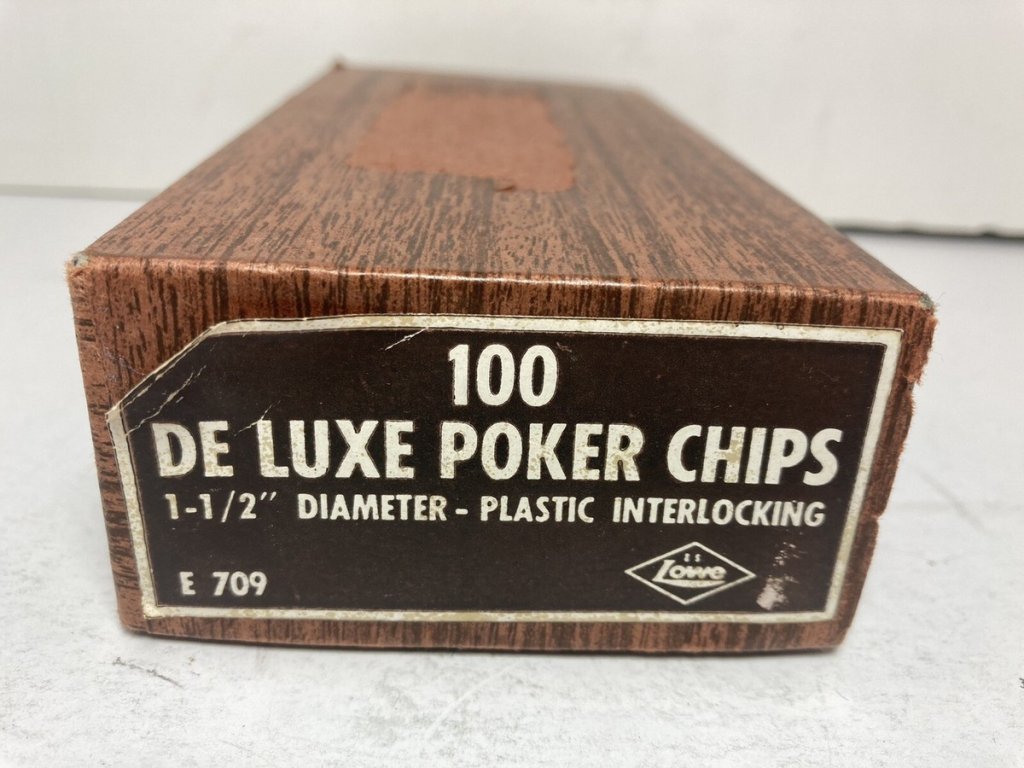 100
DE LUXE POKER CHIPS
1-1/2" DIAMETER - PLASTIC INTERLOCKING
E 709
E S
Lowe